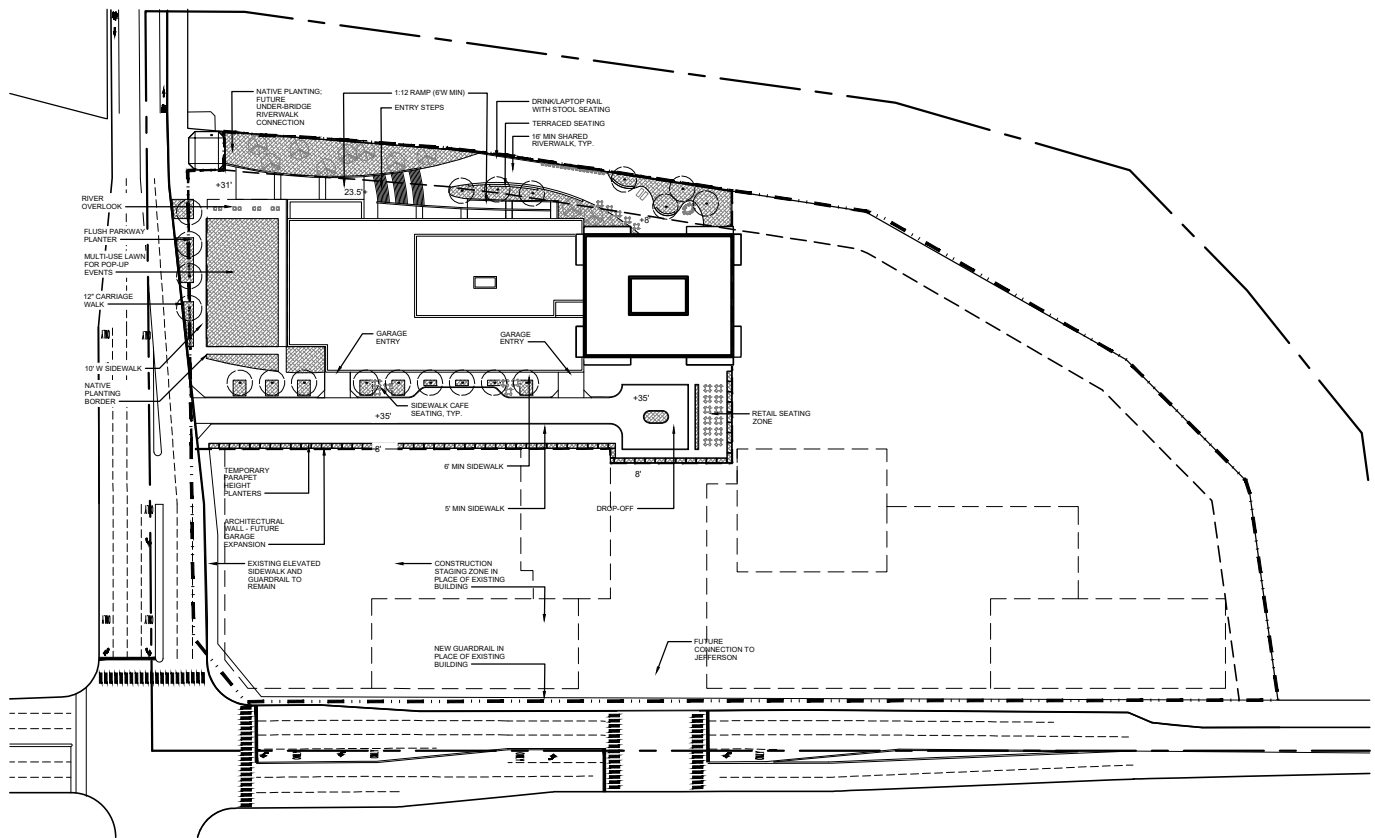 NATIVE PLANTING;
FUTURE
UNDER-BRIDGE
RIVERWALK
CONNECTION
1:12 RAMP (6'W MIN)
ENTRY STEPS
DRINK/LAPTOP RAIL
WITH STOOL SEATING
TERRACED SEATING
16' MIN SHARED
RIVERWALK, TYP.
+31'
23.5'+
+8'
RIVER
OVERLOOK
FLUSH PARKWAY
PLANTER
MULTI-USE LAWN
FOR POP-UP
EVENTS
12" CARRIAGE
WALK
10' W SIDEWALK
NATIVE
PLANTING
BORDER
GARAGE
ENTRY
GARAGE
ENTRY
SIDEWALK CAFE
SEATING, TYP.
+35'
+35'
RETAIL SEATING
ZONE
8'
8'
TEMPORARY
PARAPET
HEIGHT
PLANTERS
6' MIN SIDEWALK
5' MIN SIDEWALK
DROP-OFF
ARCHITECTURAL
WALL - FUTURE
GARAGE
EXPANSION
EXISTING ELEVATED
SIDEWALK AND
GUARDRAIL TO
REMAIN
CONSTRUCTION
STAGING ZONE IN
PLACE OF EXISTING
BUILDING
NEW GUARDRAIL IN
PLACE OF EXISTING
BUILDING
FUTURE
CONNECTION TO
JEFFERSON